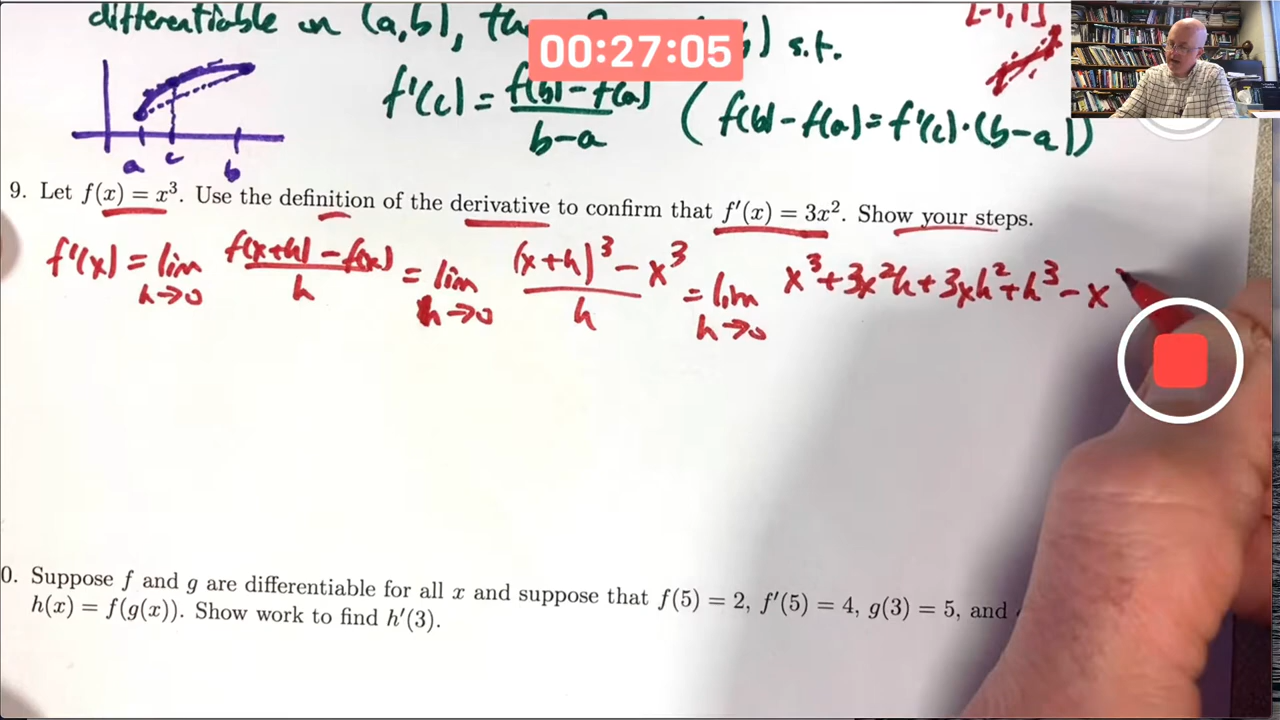 differentiable on (a,b), th ) s.t.
[-1,1]
00:27:05
f'(c) = f(b)-f(a) / b-a (f(b)-f(a)=f'(c)·(b-a))
a c b
9. Let f(x) = x³. Use the definition of the derivative to confirm that f′(x) = 3x². Show your steps.
f'(x) = lim h→0 f(x+h)-f(x) / h = lim h→0 (x+h)³-x³ / h = lim h→0 x³+3x²h+3xh²+h³-x
0. Suppose f and g are differentiable for all x and suppose that f(5) = 2, f′(5) = 4, g(3) = 5, and
h(x) = f(g(x)). Show work to find h′(3).